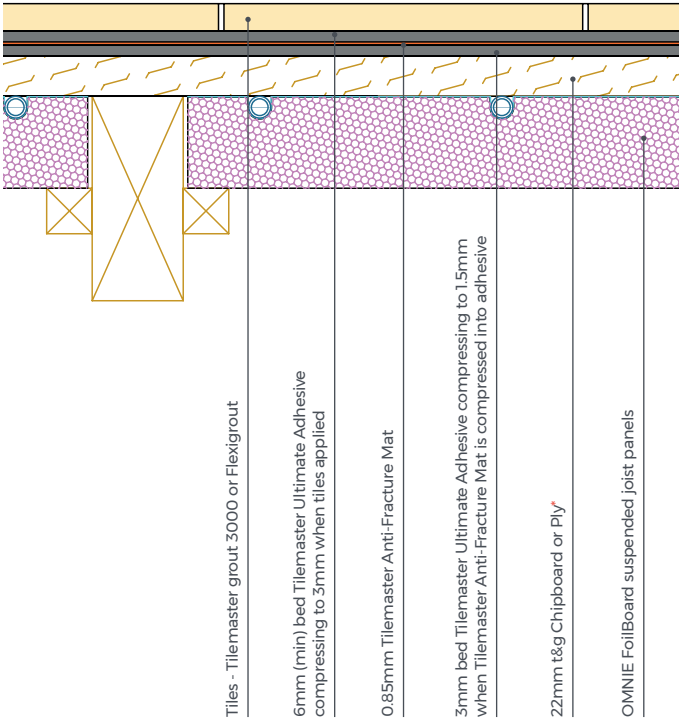 Tiles - Tilemaster grout 3000 or Flexigrout
6mm (min) bed Tilemaster Ultimate Adhesive
compressing to 3mm when tiles applied
0.85mm Tilemaster Anti-Fracture Mat
3mm bed Tilemaster Ultimate Adhesive compressing to 1.5mm
when Tilemaster Anti-Fracture Mat is compressed into adhesive
22mm t&g Chipboard or Ply*
OMNIE FoilBoard suspended joist panels